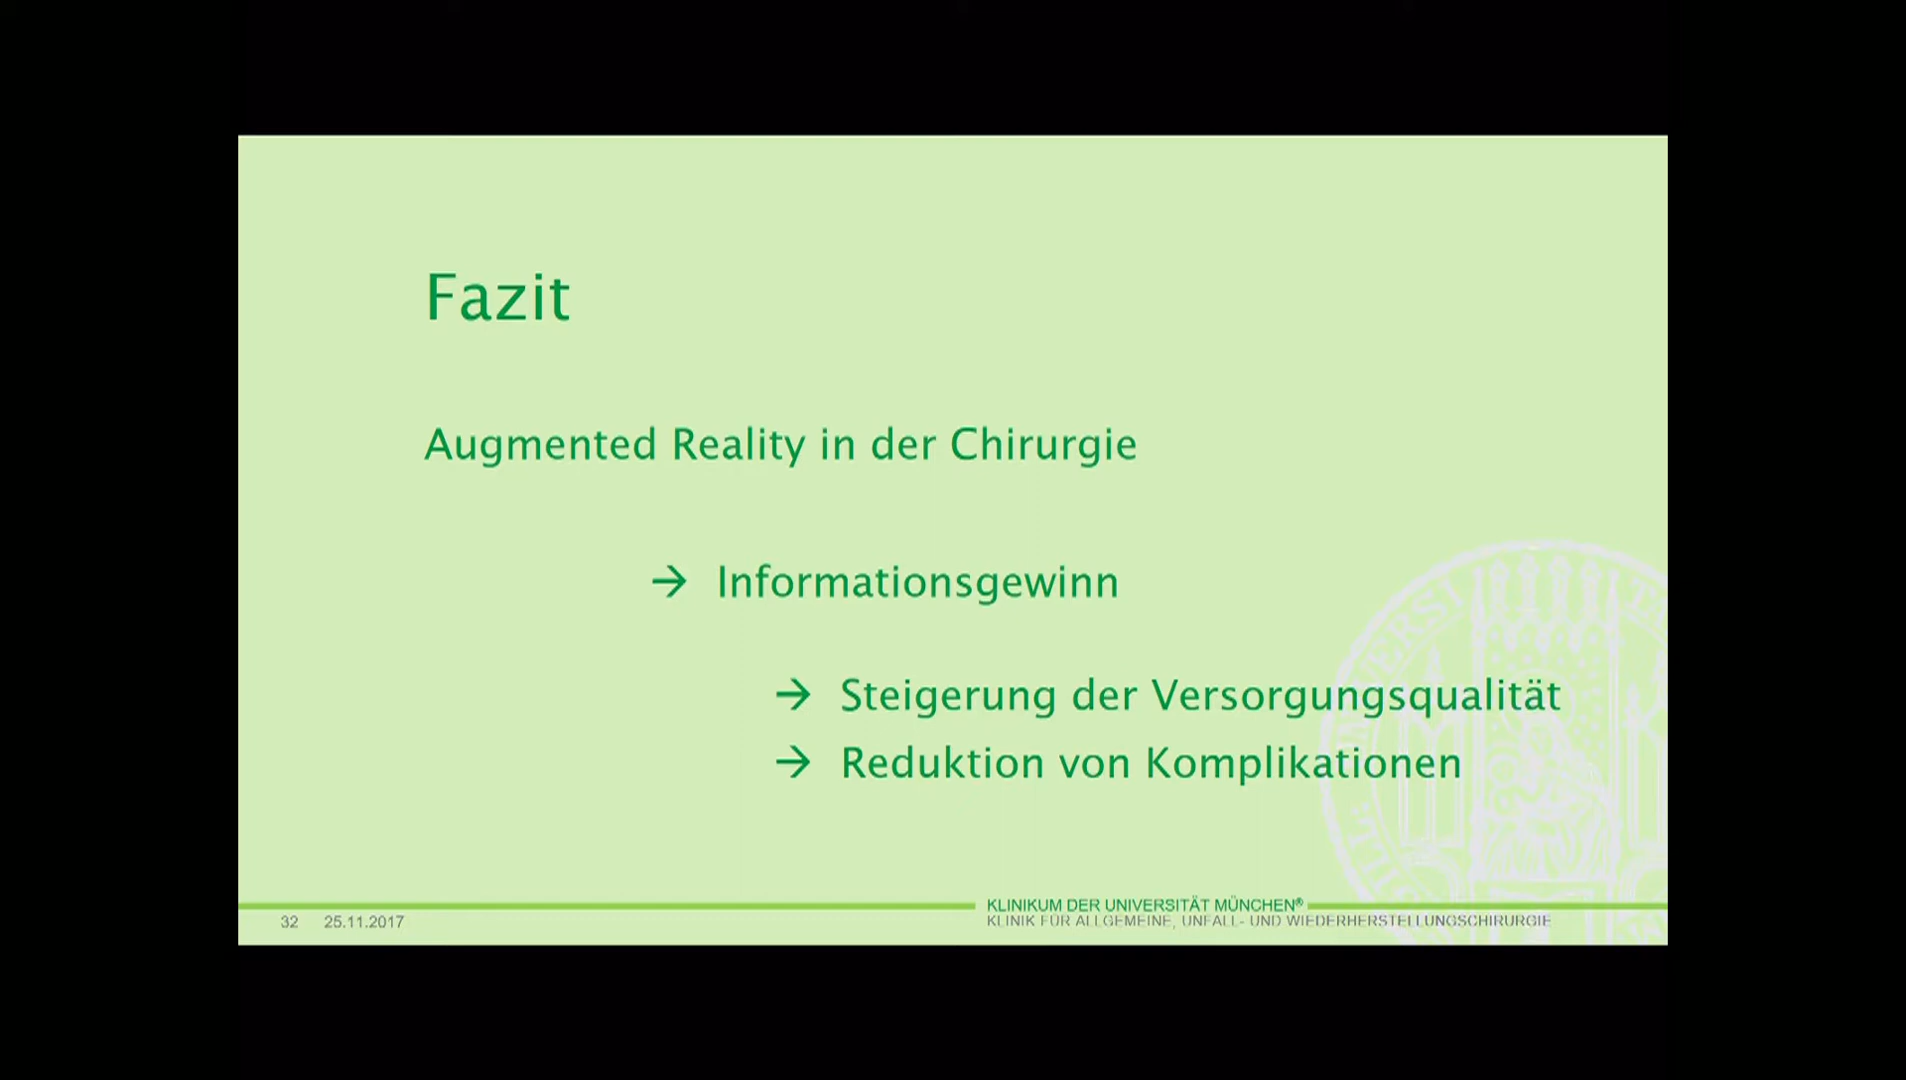 Fazit
Augmented Reality in der Chirurgie
→ Informationsgewinn
→ Steigerung der Versorgungsqualität
→ Reduktion von Komplikationen
KLINIKUM DER UNIVERSITÄT MÜNCHEN®
32 25.11.2017 KLINIK FÜR ALLGEMEINE, UNFALL- UND WIEDERHERSTELLUNGSCHIRURGIE